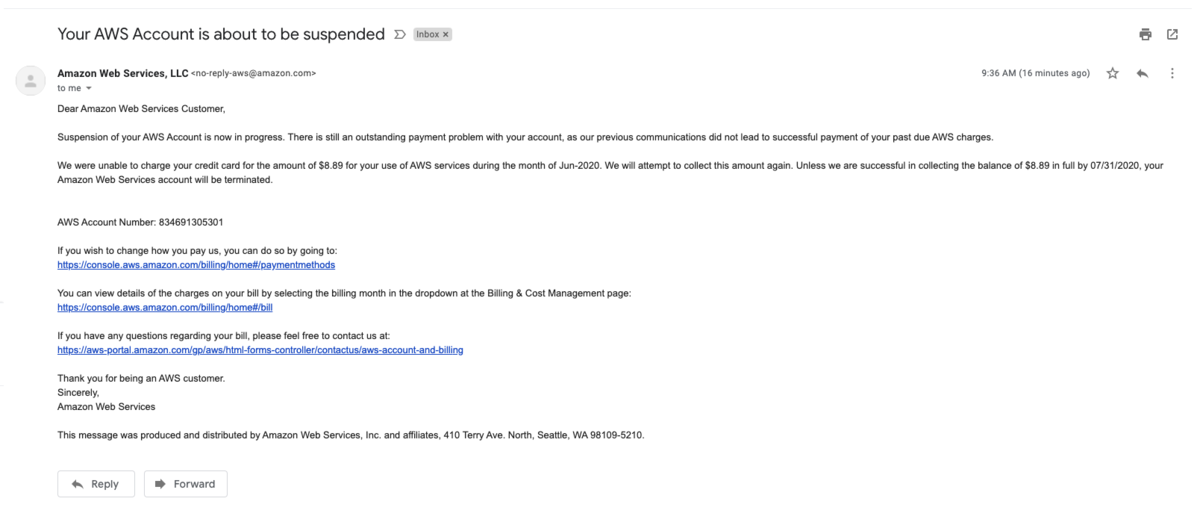 Your AWS Account is about to be suspended Inbox ×
Amazon Web Services, LLC <no-reply-aws@amazon.com> 9:36 AM (16 minutes ago)
to me
Dear Amazon Web Services Customer,
Suspension of your AWS Account is now in progress. There is still an outstanding payment problem with your account, as our previous communications did not lead to successful payment of your past due AWS charges.
We were unable to charge your credit card for the amount of $8.89 for your use of AWS services during the month of Jun-2020. We will attempt to collect this amount again. Unless we are successful in collecting the balance of $8.89 in full by 07/31/2020, your
Amazon Web Services account will be terminated.
AWS Account Number: 834691305301
If you wish to change how you pay us, you can do so by going to:
https://console.aws.amazon.com/billing/home#/paymentmethods
You can view details of the charges on your bill by selecting the billing month in the dropdown at the Billing & Cost Management page:
https://console.aws.amazon.com/billing/home#/bill
If you have any questions regarding your bill, please feel free to contact us at:
https://aws-portal.amazon.com/gp/aws/html-forms-controller/contactus/aws-account-and-billing
Thank you for being an AWS customer.
Sincerely,
Amazon Web Services
This message was produced and distributed by Amazon Web Services, Inc. and affiliates, 410 Terry Ave. North, Seattle, WA 98109-5210.
Reply Forward